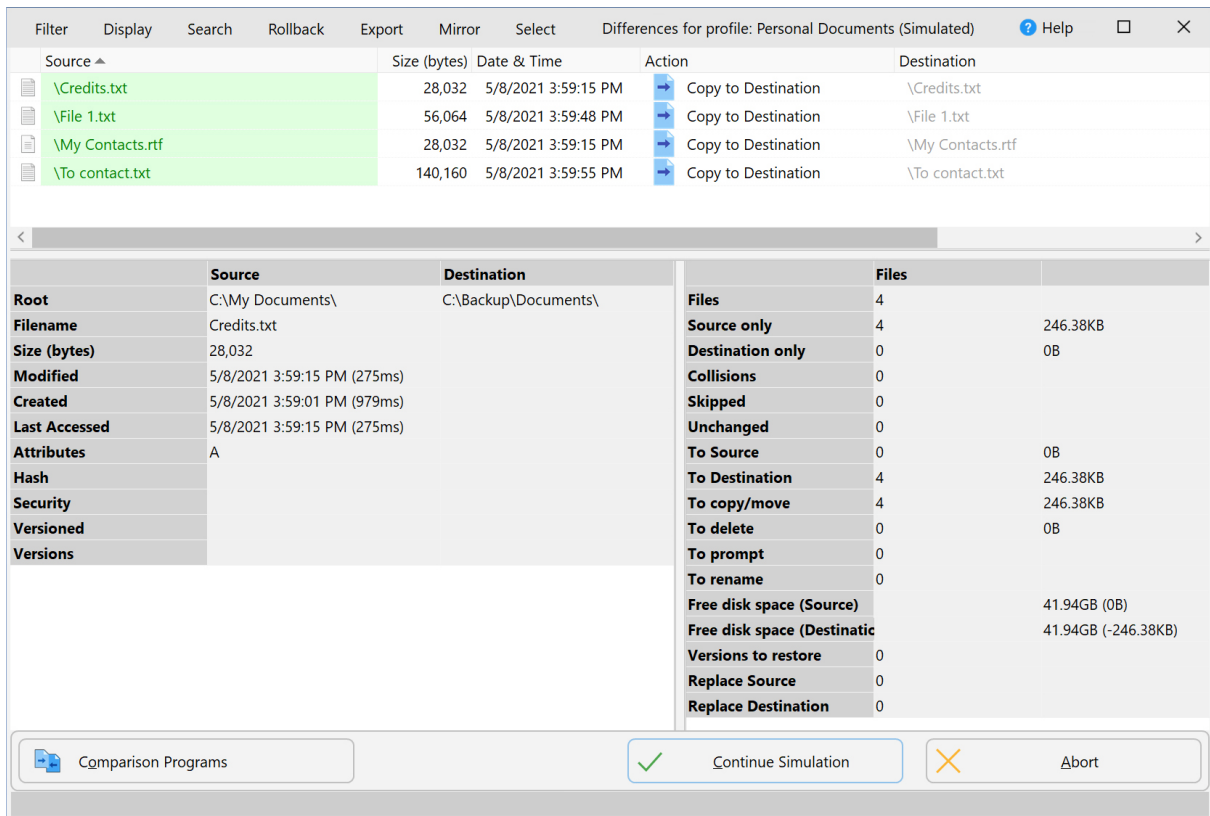 Filter Display Search Rollback Export Mirror Select Differences for profile: Personal Documents (Simulated) ? Help
Source Size (bytes) Date & Time Action Destination
\Credits.txt 28,032 5/8/2021 3:59:15 PM Copy to Destination \Credits.txt
\File 1.txt 56,064 5/8/2021 3:59:48 PM Copy to Destination \File 1.txt
\My Contacts.rtf 28,032 5/8/2021 3:59:15 PM Copy to Destination \My Contacts.rtf
\To contact.txt 140,160 5/8/2021 3:59:55 PM Copy to Destination \To contact.txt
Source Destination
Root C:\My Documents\ C:\Backup\Documents\
Filename Credits.txt
Size (bytes) 28,032
Modified 5/8/2021 3:59:15 PM (275ms)
Created 5/8/2021 3:59:01 PM (979ms)
Last Accessed 5/8/2021 3:59:15 PM (275ms)
Attributes A
Hash
Security
Versioned
Versions
Files
Files 4
Source only 4 246.38KB
Destination only 0 0B
Collisions 0
Skipped 0
Unchanged 0
To Source 0 0B
To Destination 4 246.38KB
To copy/move 4 246.38KB
To delete 0 0B
To prompt 0
To rename 0
Free disk space (Source) 41.94GB (0B)
Free disk space (Destinatic 41.94GB (-246.38KB)
Versions to restore 0
Replace Source 0
Replace Destination 0
Comparison Programs Continue Simulation Abort